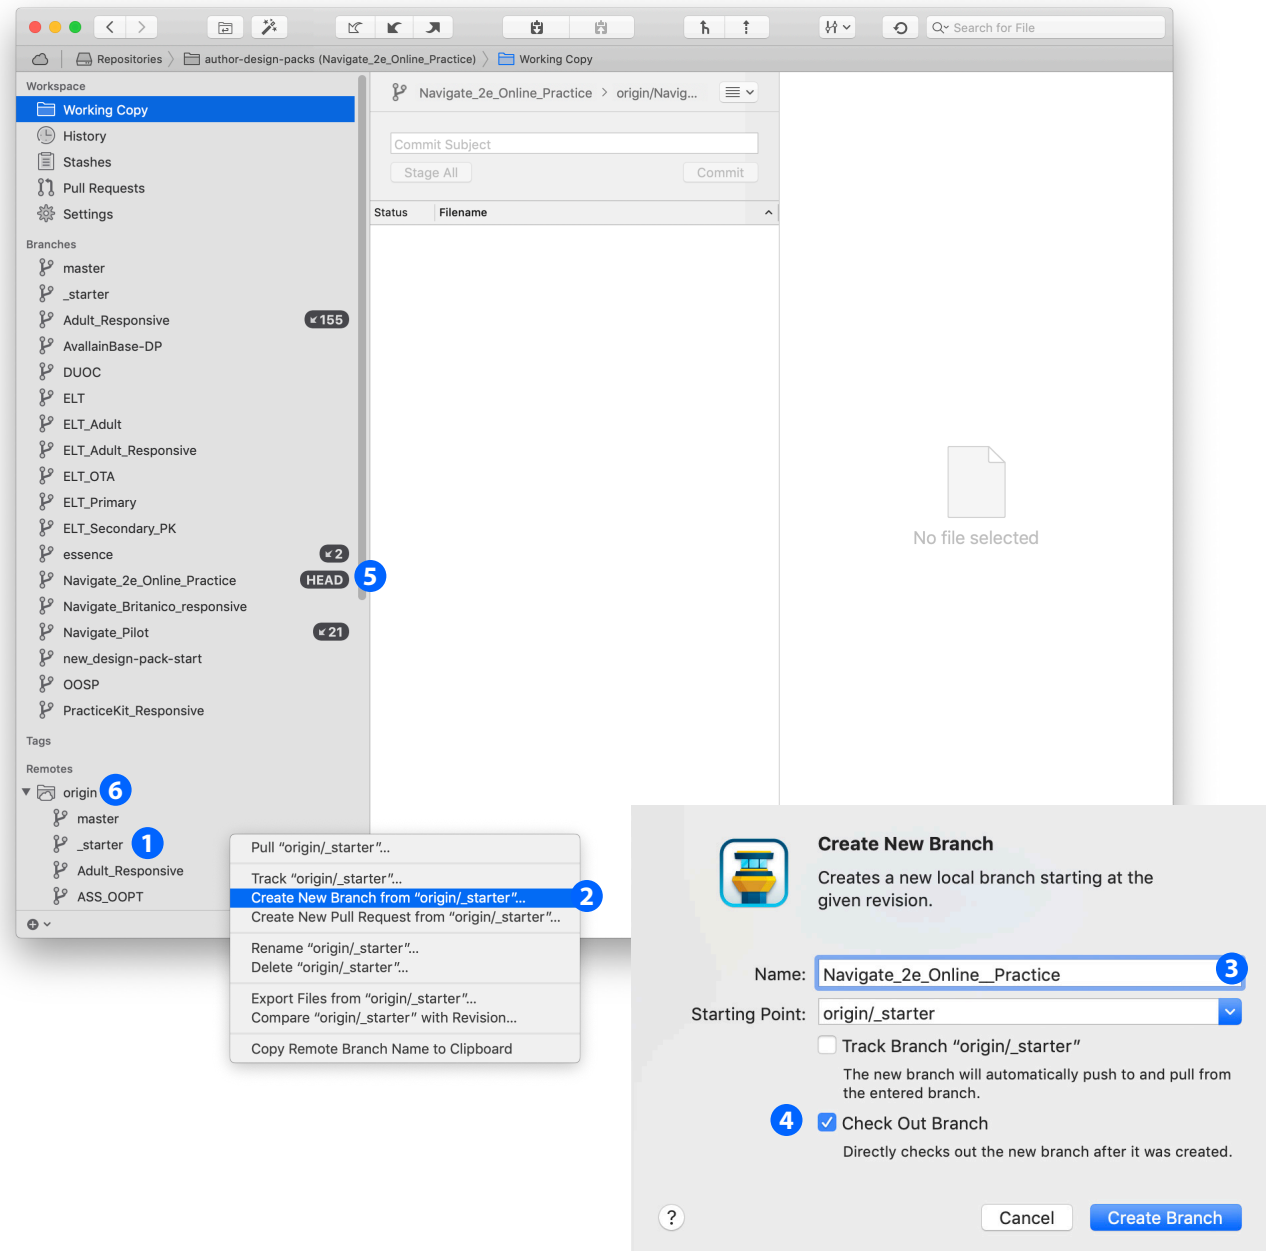 Search for File
Repositories
author-design-packs (Navigate_2e_Online_Practice)
Working Copy
Workspace
Working Copy
History
Stashes
Pull Requests
Settings
Branches
master
_starter
Adult_Responsive
155
AvallainBase-DP
DUOC
ELT
ELT_Adult
ELT_Adult_Responsive
ELT_OTA
ELT_Primary
ELT_Secondary_PK
essence
2
Navigate_2e_Online_Practice
HEAD
5
Navigate_Britanico_responsive
Navigate_Pilot
21
new_design-pack-start
OOSP
PracticeKit_Responsive
Tags
Remotes
origin
6
master
_starter
1
Adult_Responsive
ASS_OOPT
Navigate_2e_Online_Practice > origin/Navig...
Commit Subject
Stage All
Commit
Status
Filename
No file selected
Pull “origin/_starter”...
Track “origin/_starter”...
Create New Branch from “origin/_starter”...
2
Create New Pull Request from “origin/_starter”...
Rename “origin/_starter”...
Delete “origin/_starter”...
Export Files from “origin/_starter”...
Compare “origin/_starter” with Revision...
Copy Remote Branch Name to Clipboard
Create New Branch
Creates a new local branch starting at the
given revision.
Name:
Navigate_2e_Online__Practice
3
Starting Point:
origin/_starter
Track Branch “origin/_starter”
The new branch will automatically push to and pull from
the entered branch.
4
Check Out Branch
Directly checks out the new branch after it was created.
?
Cancel
Create Branch